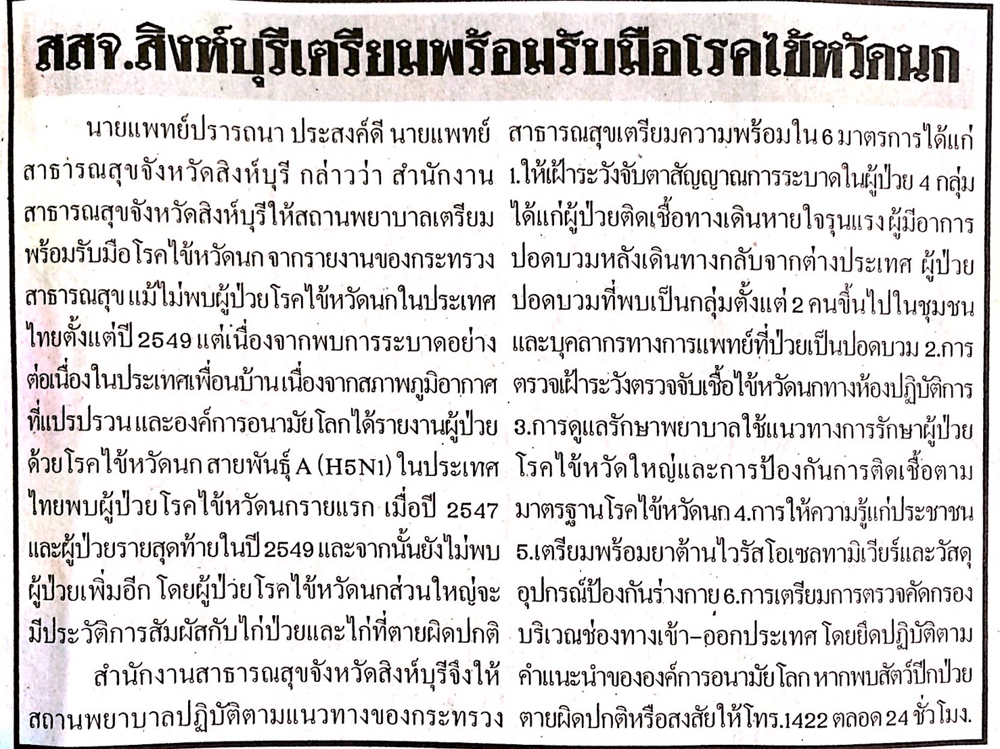 สสจ.สิงห์บุรีเตรียมพร้อมรับมือโรคไข้หวัดนก
นายแพทย์ปรารถนา ประสงค์ดี นายแพทย์
สาธารณสุขจังหวัดสิงห์บุรี กล่าวว่า สำนักงาน
สาธารณสุขจังหวัดสิงห์บุรีให้สถานพยาบาลเตรียม
พร้อมรับมือโรคไข้หวัดนก จากรายงานของกระทรวง
สาธารณสุข แม้ไม่พบผู้ป่วยโรคไข้หวัดนกในประเทศ
ไทยตั้งแต่ปี 2549 แต่เนื่องจากพบการระบาดอย่าง
ต่อเนื่องในประเทศเพื่อนบ้าน เนื่องจากสภาพภูมิอากาศ
ที่แปรปรวน และองค์การอนามัยโลกได้รายงานผู้ป่วย
ด้วยโรคไข้หวัดนก สายพันธุ์ A (H5N1) ในประเทศ
ไทยพบผู้ป่วยโรคไข้หวัดนกรายแรก เมื่อปี 2547
และผู้ป่วยรายสุดท้ายในปี 2549 และจากนั้นยังไม่พบ
ผู้ป่วยเพิ่มอีก โดยผู้ป่วยโรคไข้หวัดนกส่วนใหญ่จะ
มีประวัติการสัมผัสกับไก่ป่วยและไก่ที่ตายผิดปกติ
สำนักงานสาธารณสุขจังหวัดสิงห์บุรีจึงให้
สถานพยาบาลปฏิบัติตามแนวทางของกระทรวง
สาธารณสุขเตรียมความพร้อมใน 6 มาตรการได้แก่
1.ให้เฝ้าระวังจับตาสัญญาณการระบาดในผู้ป่วย 4 กลุ่ม
ได้แก่ผู้ป่วยติดเชื้อทางเดินหายใจรุนแรง ผู้มีอาการ
ปอดบวมหลังเดินทางกลับจากต่างประเทศ ผู้ป่วย
ปอดบวมที่พบเป็นกลุ่มตั้งแต่ 2 คนขึ้นไปในชุมชน
และบุคลากรทางการแพทย์ที่ป่วยเป็นปอดบวม 2.การ
ตรวจเฝ้าระวังตรวจจับเชื้อไข้หวัดนกทางห้องปฏิบัติการ
3.การดูแลรักษาพยาบาลใช้แนวทางการรักษาผู้ป่วย
โรคไข้หวัดใหญ่และการป้องกันการติดเชื้อตาม
มาตรฐานโรคไข้หวัดนก 4.การให้ความรู้แก่ประชาชน
5.เตรียมพร้อมยาต้านไวรัสโอเซลทามิเวียร์และวัสดุ
อุปกรณ์ป้องกันร่างกาย 6.การเตรียมการตรวจคัดกรอง
บริเวณช่องทางเข้า-ออกประเทศ โดยยึดปฏิบัติตาม
คำแนะนำขององค์การอนามัยโลก หากพบสัตว์ปีกป่วย
ตายผิดปกติหรือสงสัยให้โทร.1422 ตลอด 24 ชั่วโมง.